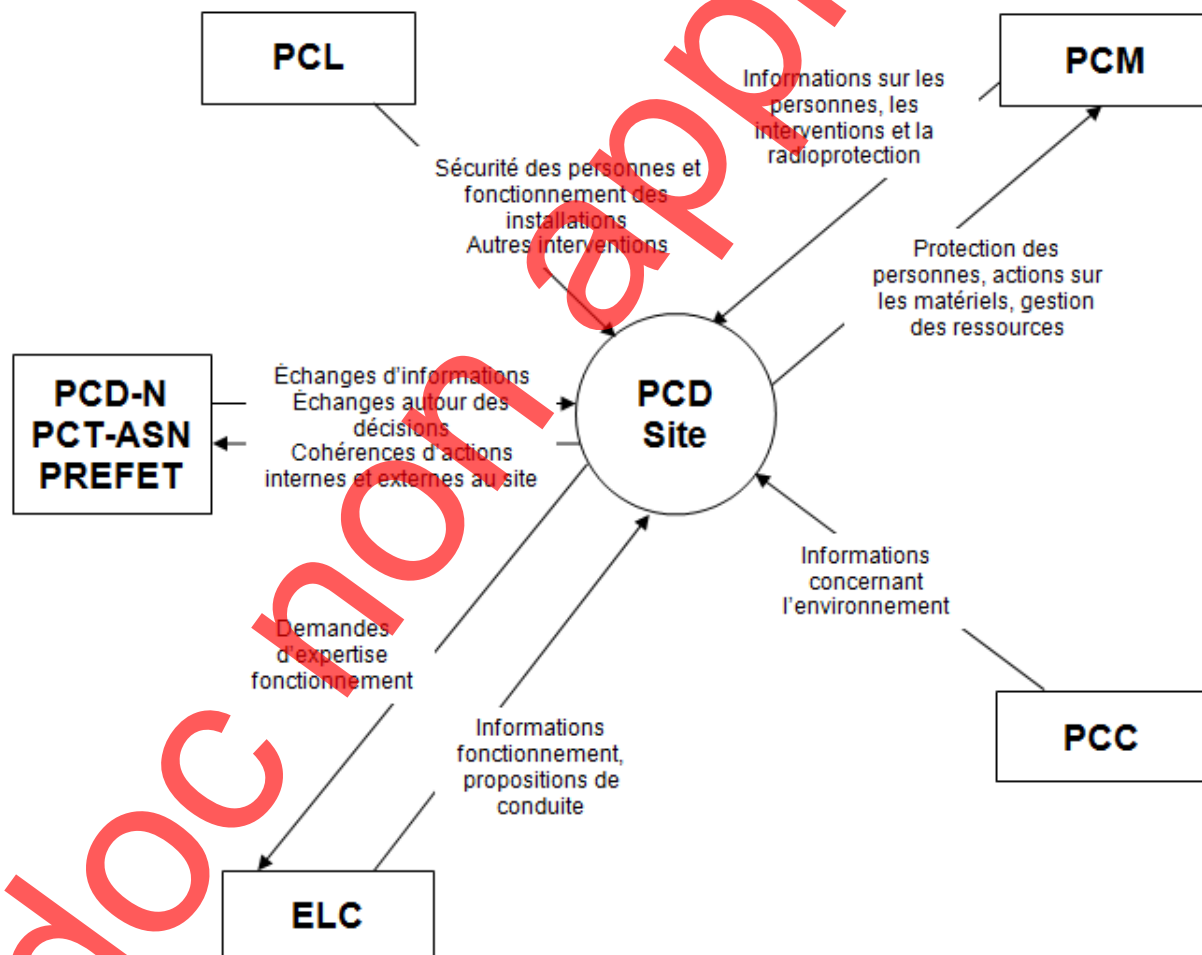 PCL
PCM
Informations sur les
personnes, les
interventions et la
radioprotection
Sécurité des personnes et
fonctionnement des
installations
Autres interventions
Protection des
personnes, actions sur
les matériels, gestion
des ressources
PCD-N
PCT-ASN
PREFET
Échanges d'informations
Échanges autour des
décisions
Cohérences d'actions
internes et externes au site
PCD
Site
Informations
concernant
l'environnement
Demandes
d'expertise
fonctionnement
Informations
fonctionnement,
propositions de
conduite
PCC
ELC
doc non app